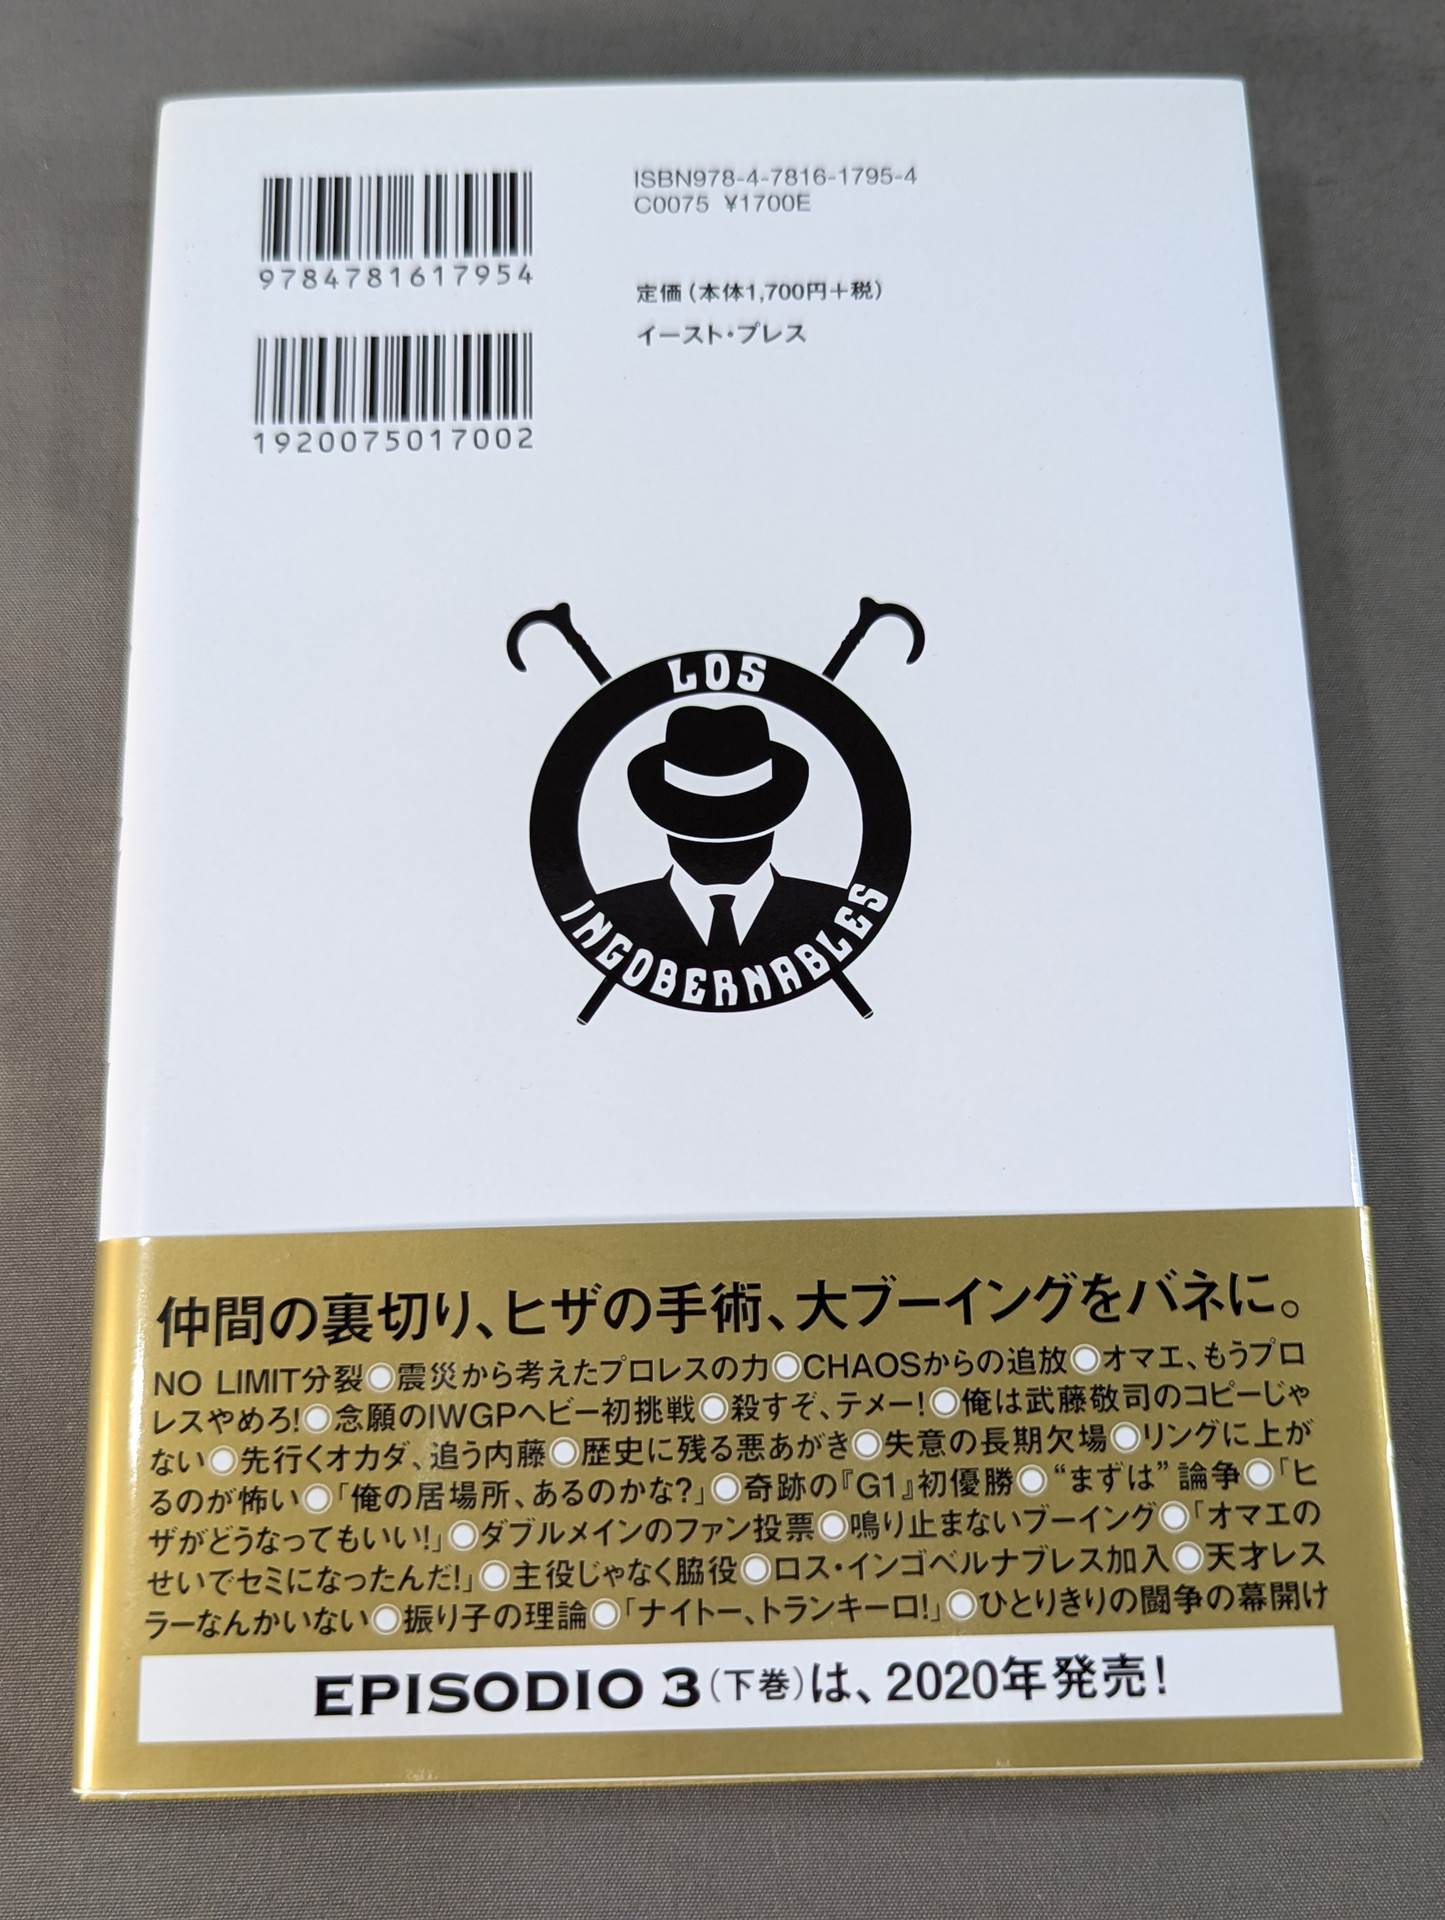 ISBN978-4-7816-1795-4
C0075 ¥1700E
9784781617954
定価(本体1,700円+税)
イースト・プレス
1920075017002
LOS
INGOBERNABLES
仲間の裏切り、ヒザの手術、大ブーイングをバネに。
NO LIMIT分裂●震災から考えたプロレスの力●CHAOSからの追放●オマエ、もうプロ
レスやめろ!●念願のIWGPヘビー初挑戦●殺すぞ、テメー!●俺は武藤敬司のコピーじゃ
ない●先行くオカダ、追う内藤●歴史に残る悪あがき●失意の長期欠場●リングに上が
るのが怖い●「俺の居場所、あるのかな?」●奇跡の『G1』初優勝●“まずは”論争●「ヒ
ザがどうなってもいい!」●ダブルメインのファン投票●鳴り止まないブーイング●「オマエの
せいでセミになったんだ!」●主役じゃなく脇役●ロス・インゴベルナブレス加入●天才レス
ラーなんかいない●振り子の理論●「ナイトー、トランキーロ!」●ひとりきりの闘争の幕開け
EPISODIO 3(下巻)は、2020年発売!